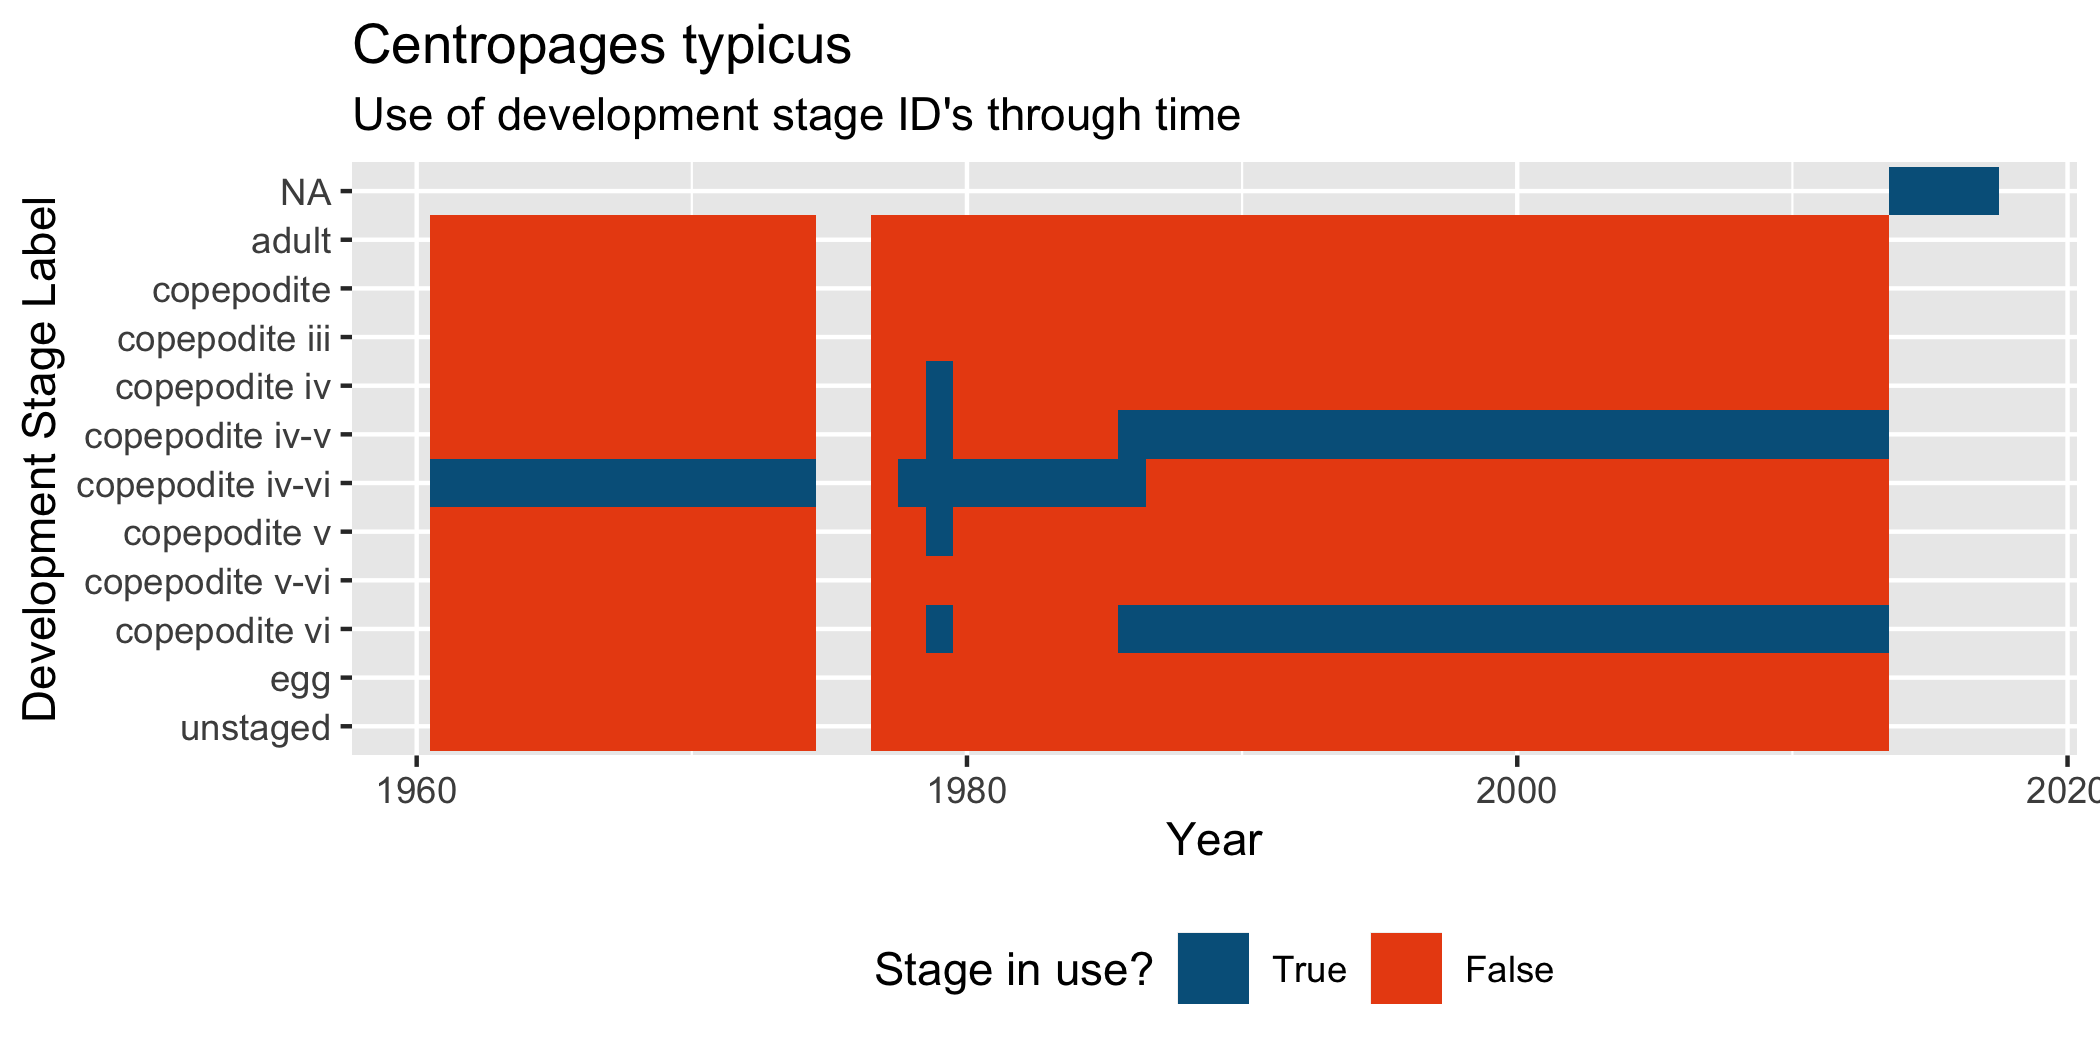 Centropages typicus
Use of development stage ID's through time
Development Stage Label
NA
adult
copepodite
copepodite iii
copepodite iv
copepodite iv-v
copepodite iv-vi
copepodite v
copepodite v-vi
copepodite vi
egg
unstaged
1960 1980 2000 2020
Year
Stage in use? True False